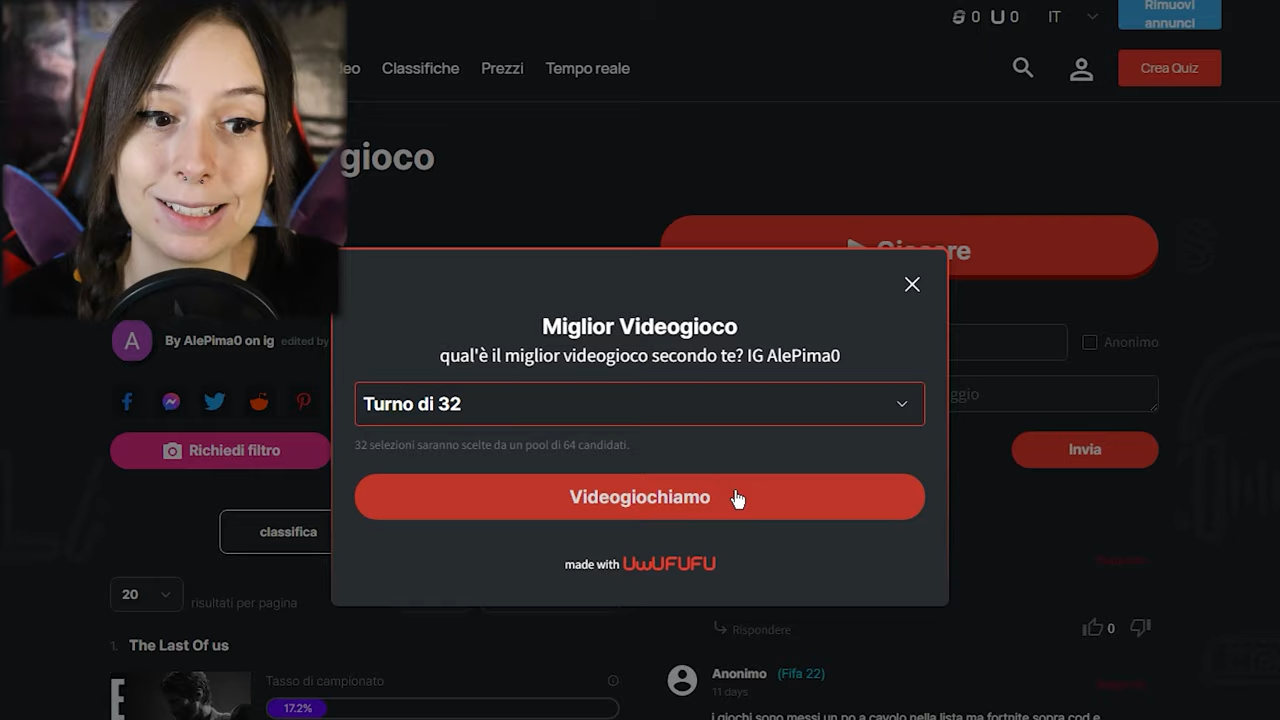 0 0 IT
Rimuovi annunci
Classifiche Prezzi Tempo reale
Crea Quiz
gioco
Miglior Videogioco
qual'è il miglior videogioco secondo te? IG AlePima0
A By AlePima0 on ig edited by
Anonimo
Turno di 32
32 selezioni saranno scelte da un pool di 64 candidati.
Richiedi filtro
Invia
Videogiochiamo
classifica
made with UwUFUFU
20 risultati per pagina
Rispondere
0
1. The Last Of us
Anonimo (Fifa 22)
11 days
Tasso di campionato
17.2%
i giochi sono messi un po a cavolo nella lista ma fortnite sopra cod e